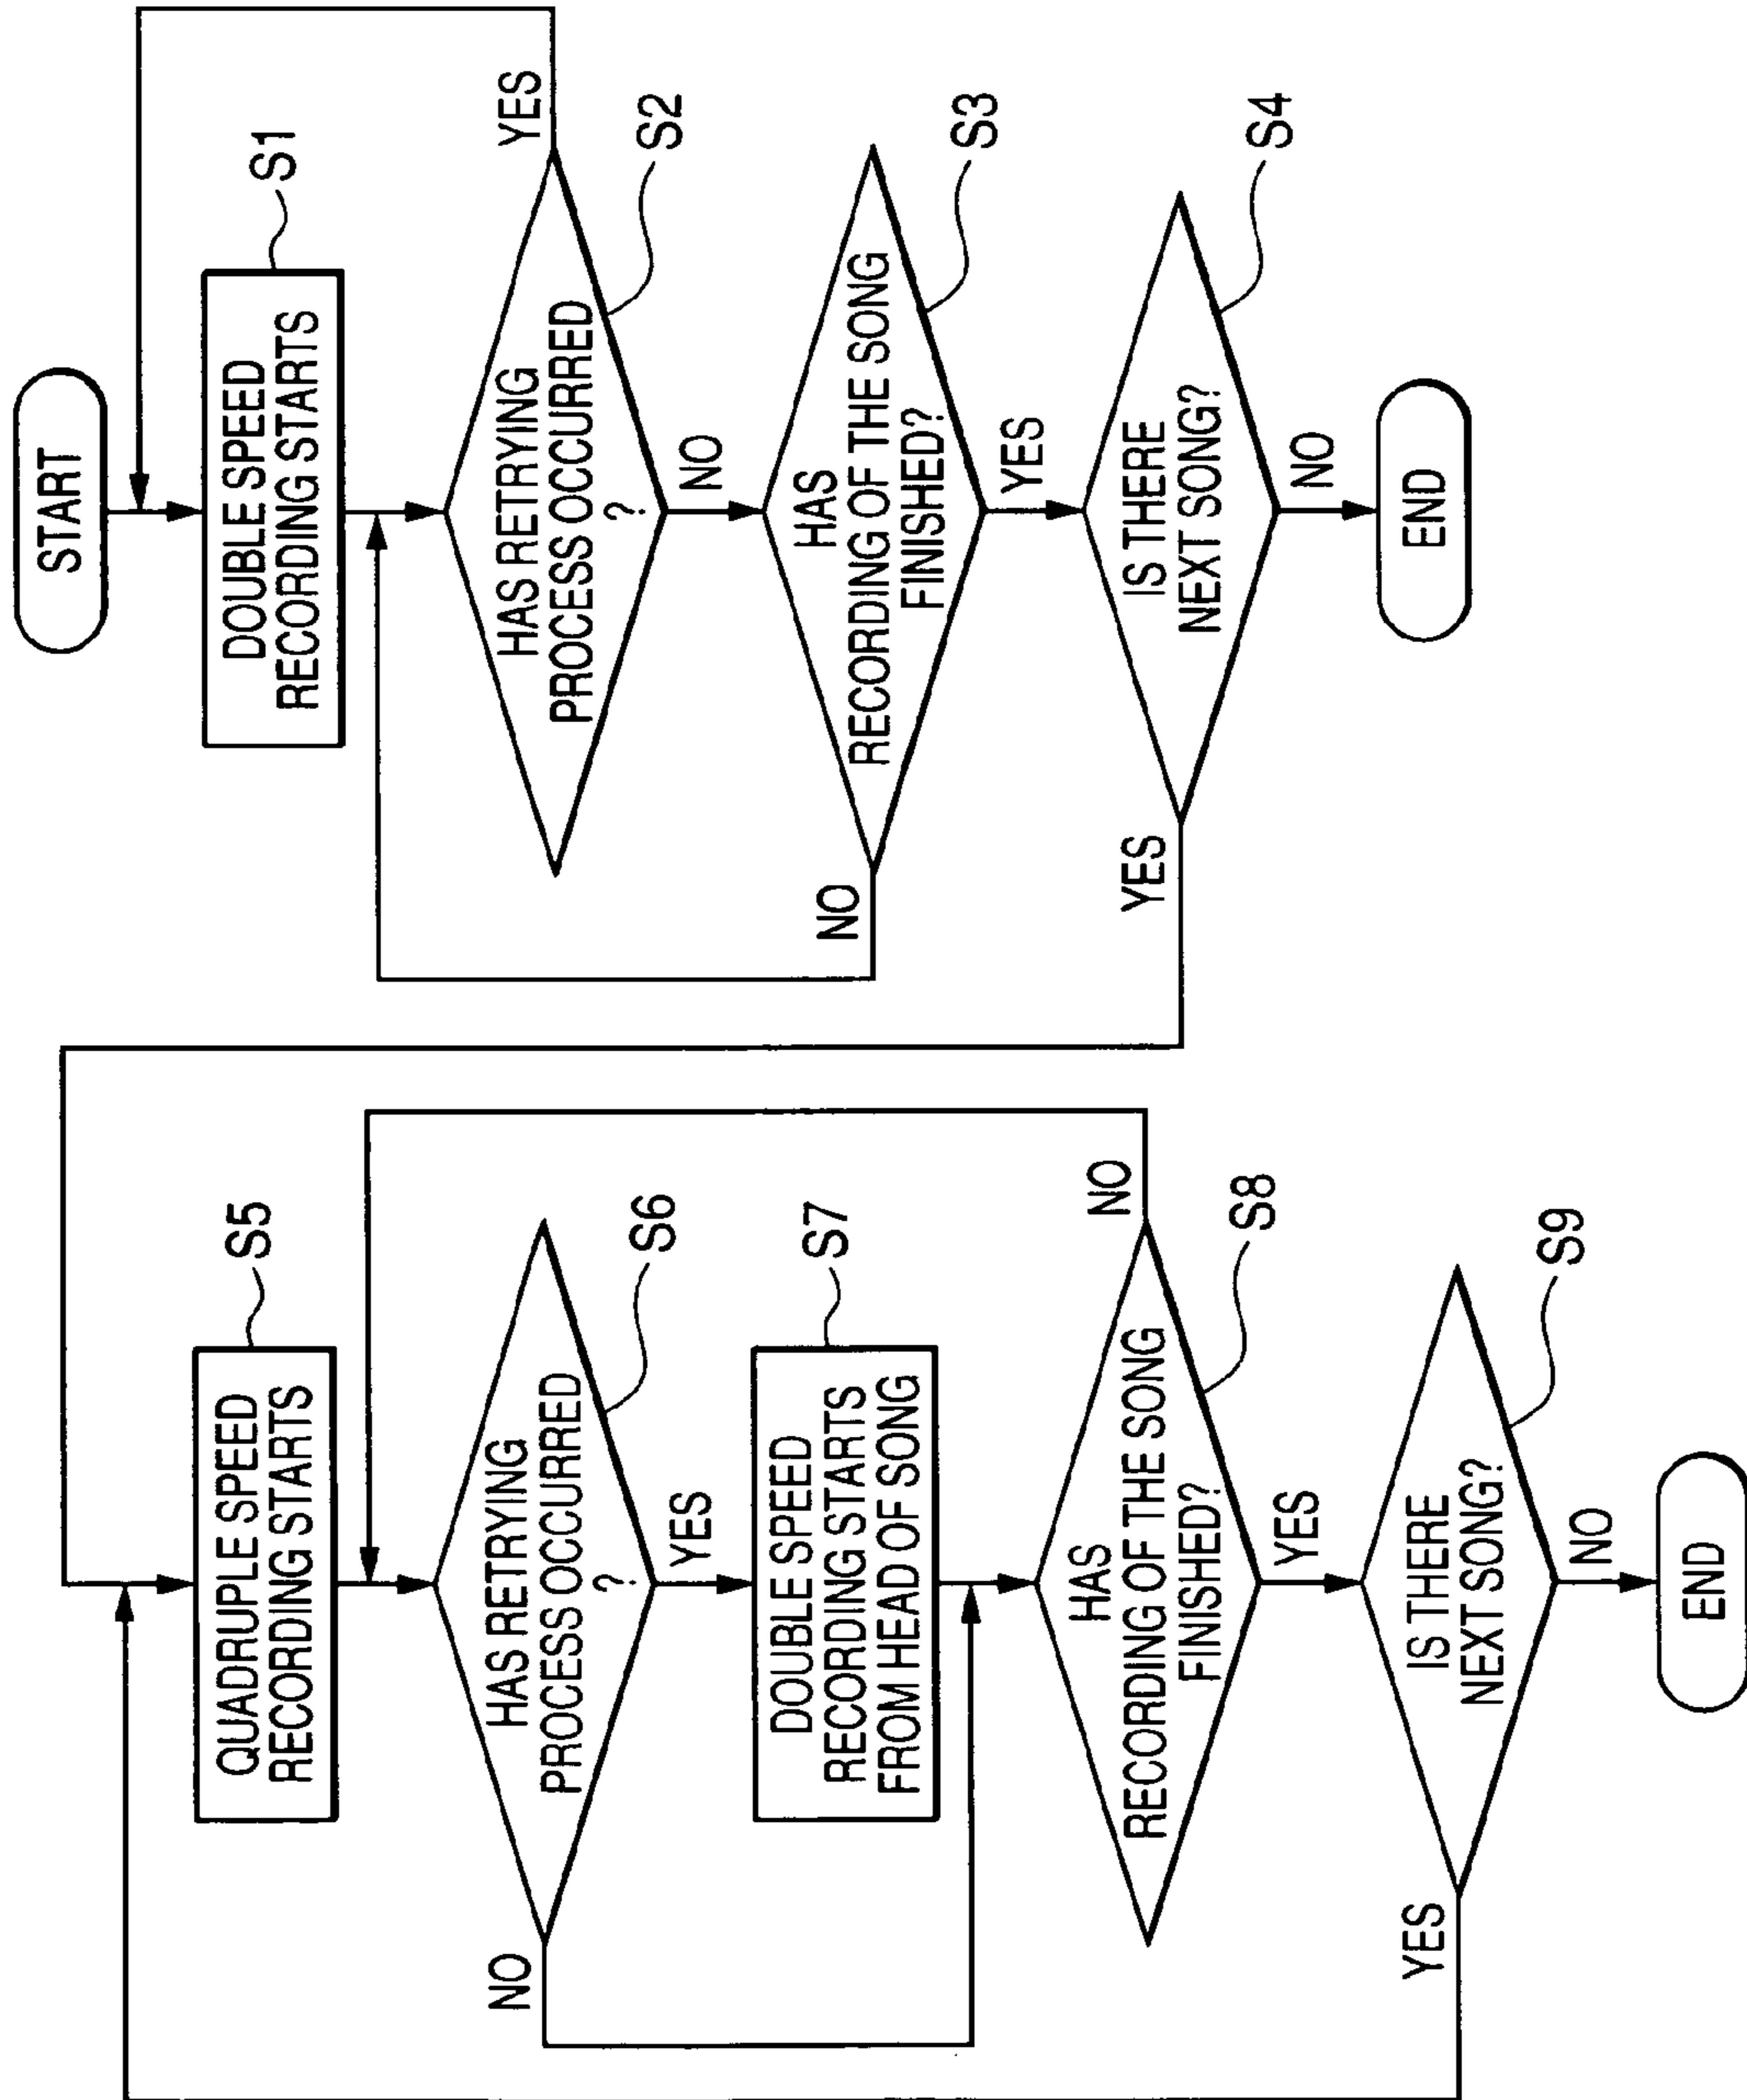 START
DOUBLE SPEED
RECORDING STARTS
S1
HAS RETRYING
PROCESS OCCURRED
?
S2
YES
NO
HAS
RECORDING OF THE SONG
FINISHED?
S3
NO
YES
IS THERE
NEXT SONG?
S4
YES
NO
END
QUADRUPLE SPEED
RECORDING STARTS
S5
HAS RETRYING
PROCESS OCCURRED
?
S6
NO
YES
DOUBLE SPEED
RECORDING STARTS
FROM HEAD OF SONG
S7
HAS
RECORDING OF THE SONG
FINISHED?
S8
NO
YES
IS THERE
NEXT SONG?
S9
YES
NO
END